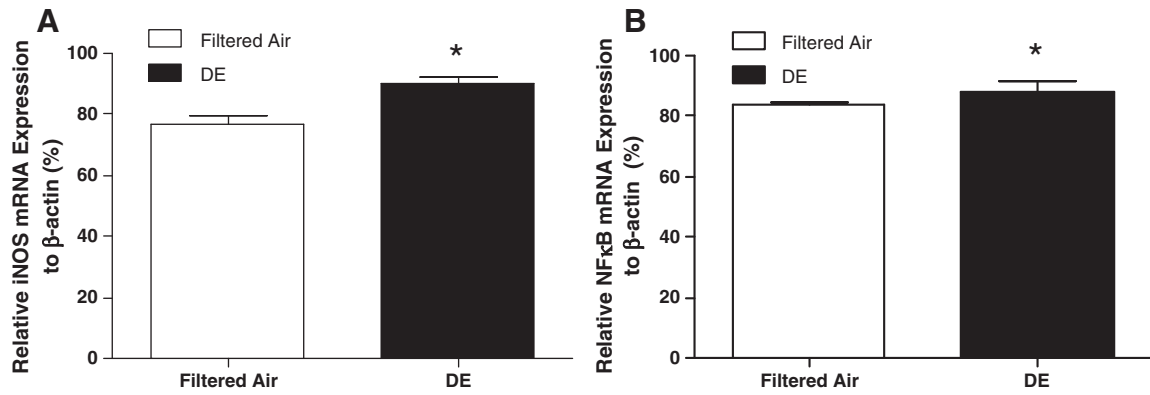 A
Relative iNOS mRNA Expression
to β-actin (%)
Filtered Air
DE
100
80
60
40
20
0
*
Filtered Air
DE
B
Relative NFκB mRNA Expression
to β-actin (%)
Filtered Air
DE
100
80
60
40
20
0
*
Filtered Air
DE